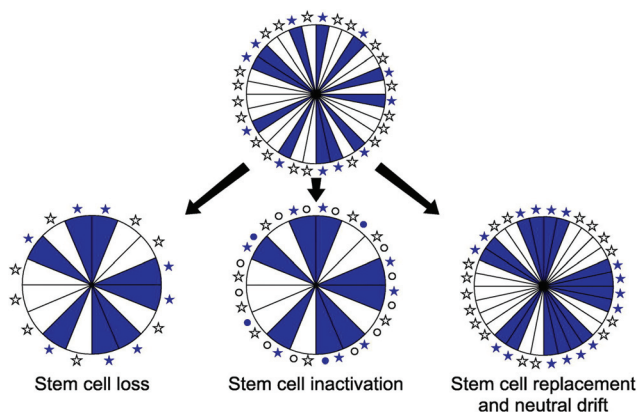 Stem cell loss
Stem cell inactivation
Stem cell replacement
and neutral drift